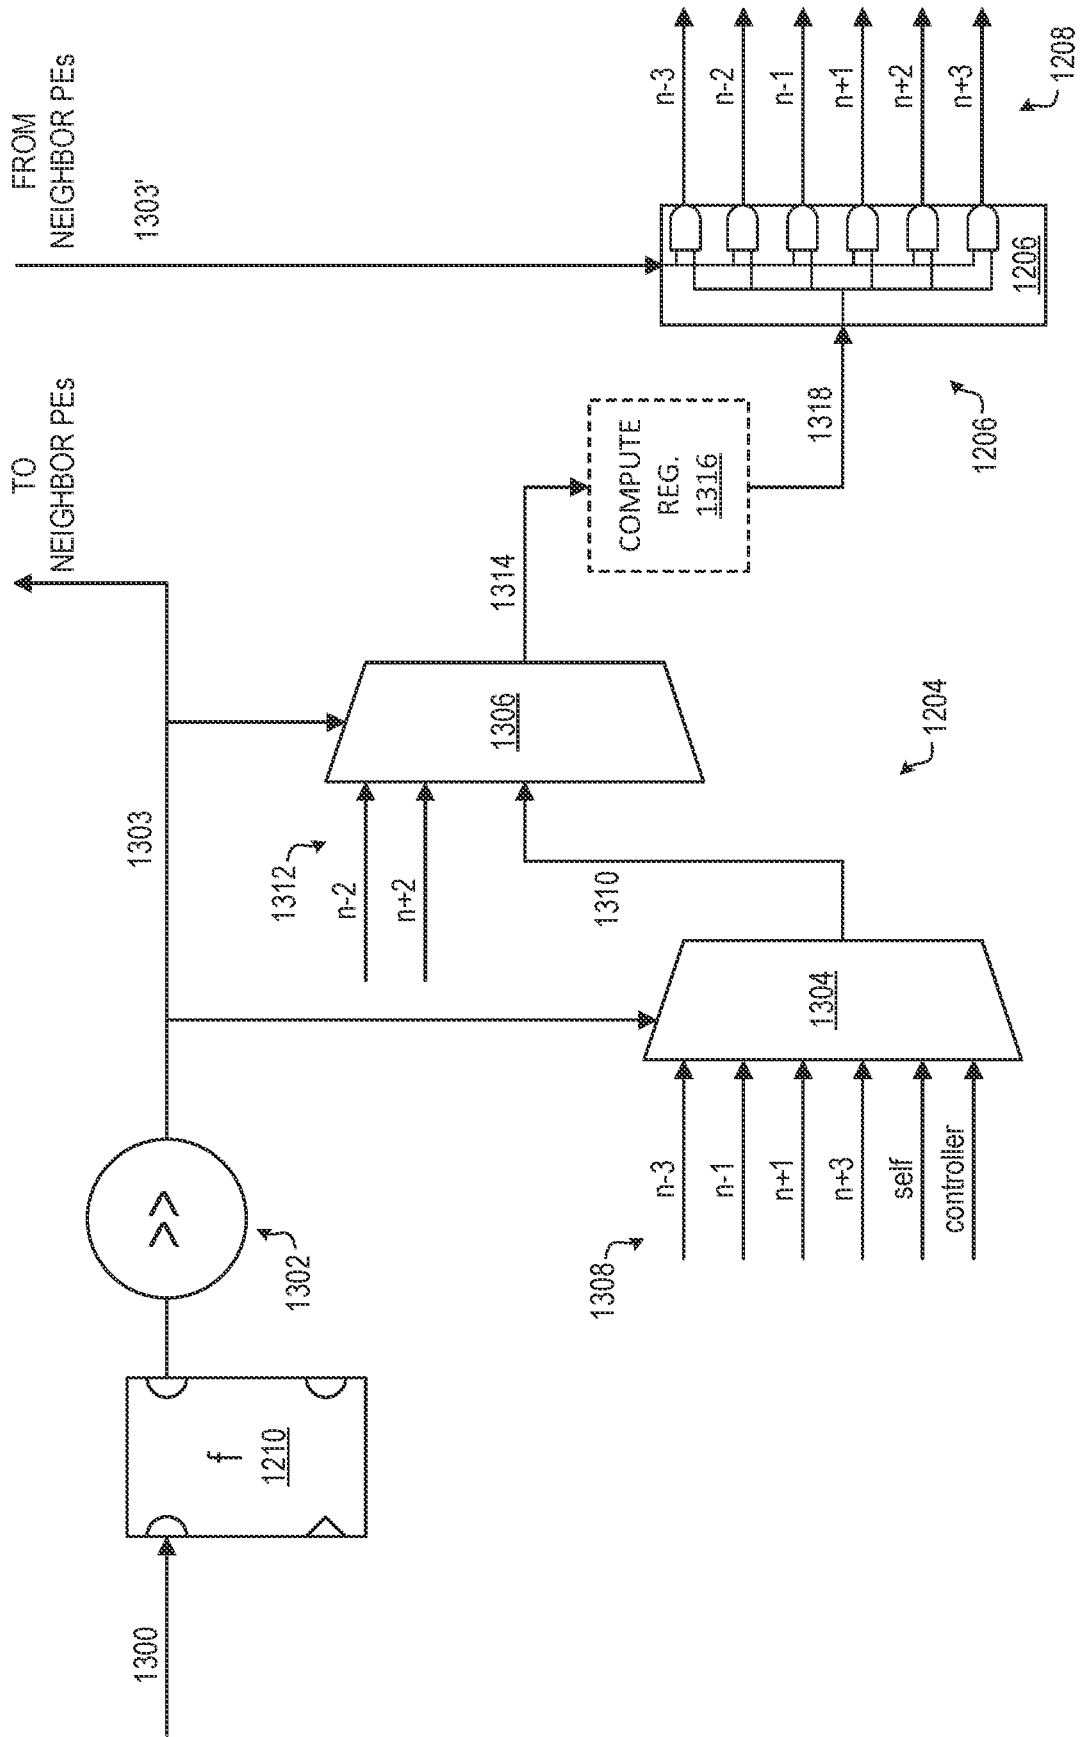 1300
f
1210
1302
1303
TO
NEIGHBOR PEs
FROM
NEIGHBOR PEs
1303'
1312
n-2
n+2
1306
1314
1310
1308
n-3
n-1
n+1
n+3
self
controller
1304
1204
COMPUTE
REG.
1316
1318
1206
1206
n-3
n-2
n-1
n+1
n+2
n+3
1208